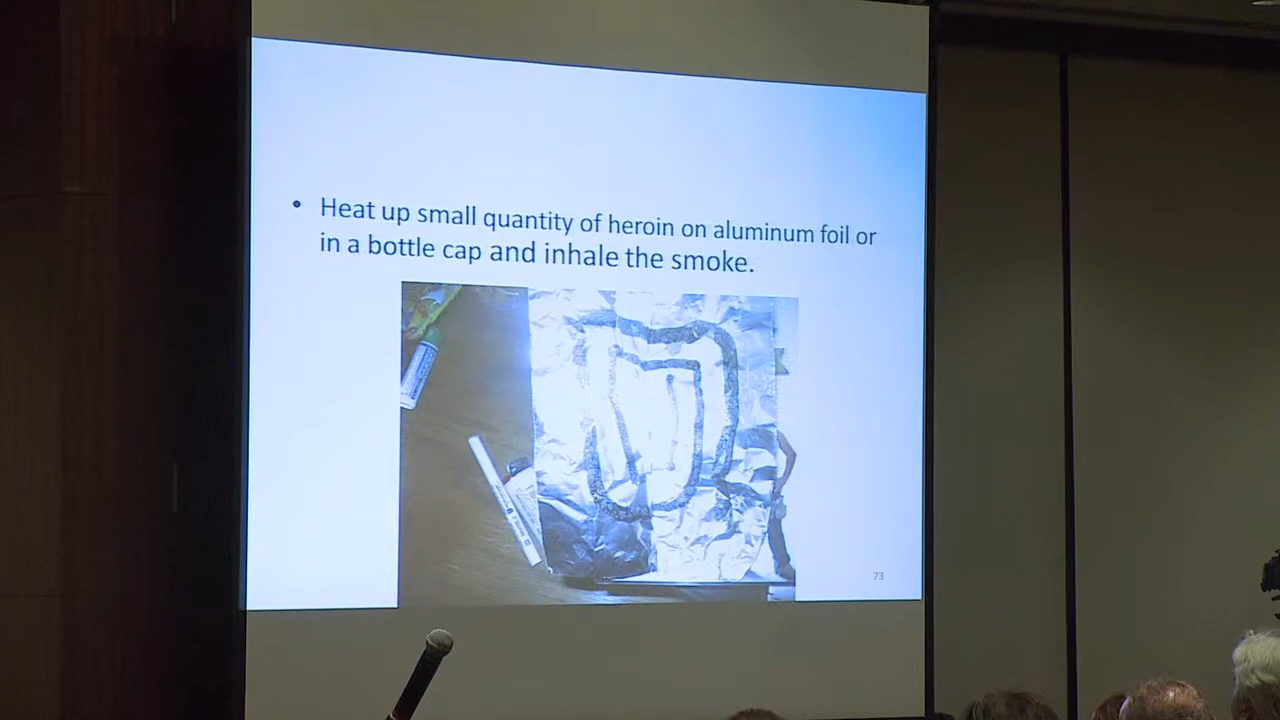 • Heat up small quantity of heroin on aluminum foil or
in a bottle cap and inhale the smoke.
73